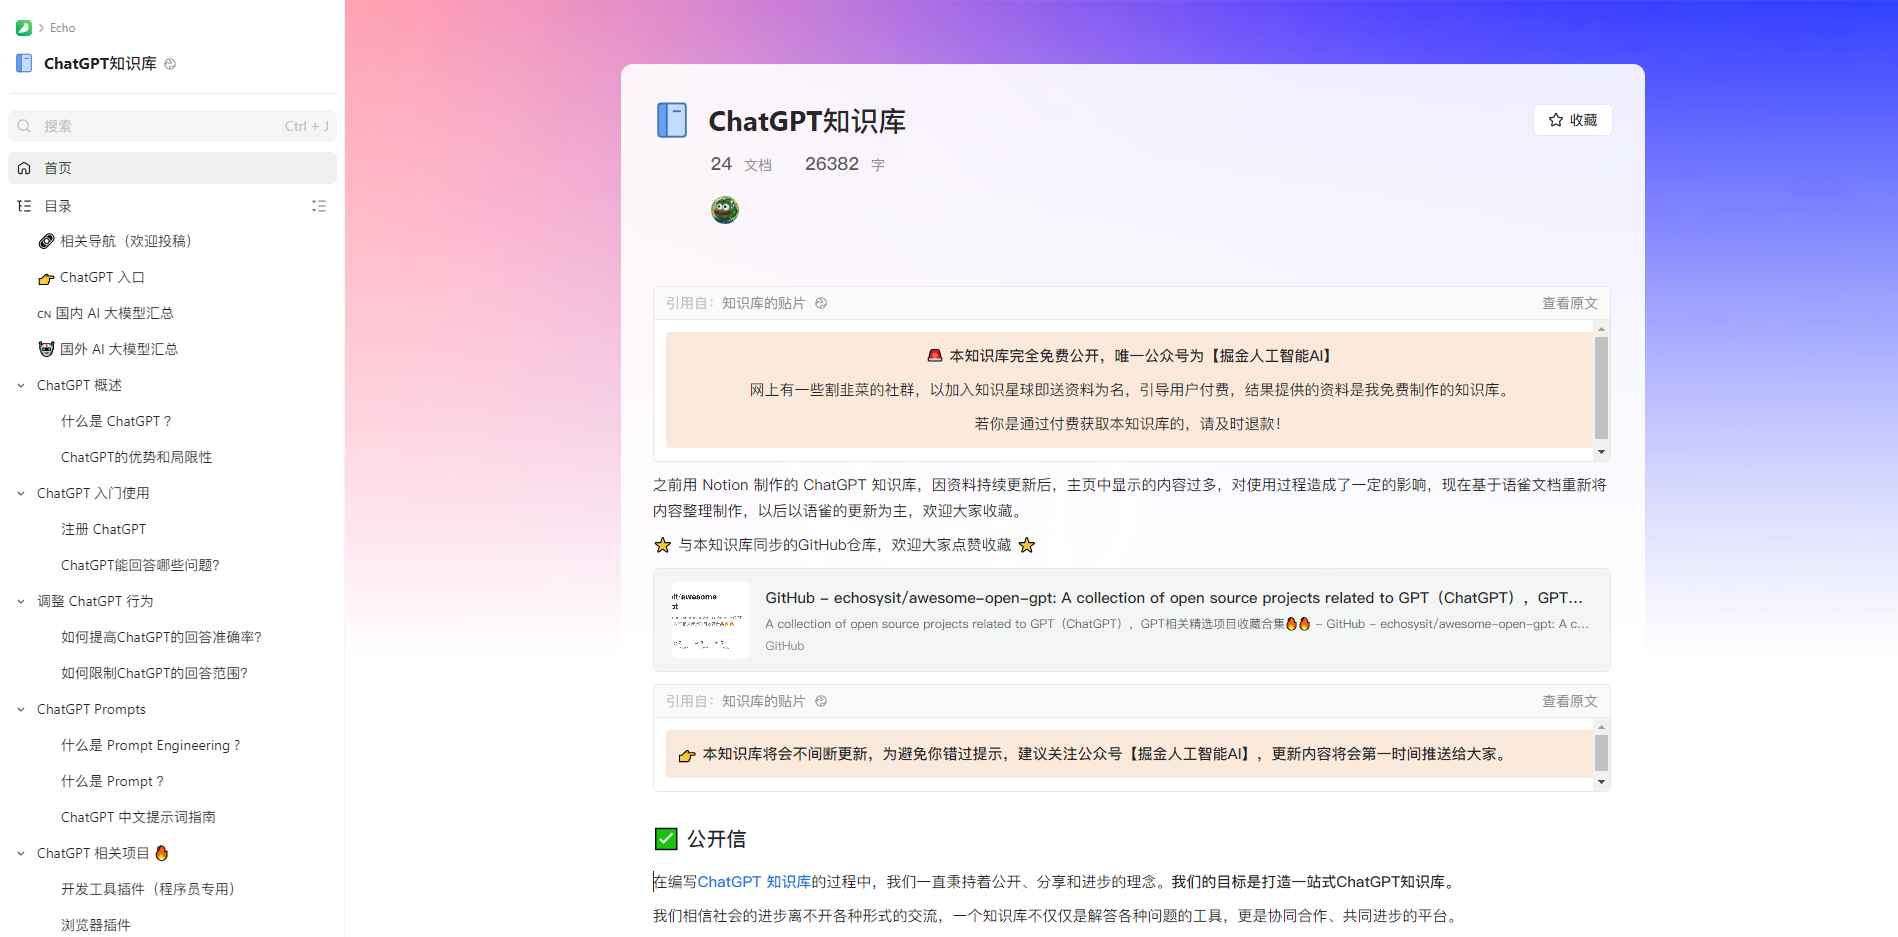 Echo
ChatGPT知识库
搜索
Ctrl + J
首页
目录
相关导航（欢迎投稿）
ChatGPT 入口
CN 国内 AI 大模型汇总
国外 AI 大模型汇总
ChatGPT 概述
什么是 ChatGPT ?
ChatGPT的优势和局限性
ChatGPT 入门使用
注册 ChatGPT
ChatGPT能回答哪些问题?
调整 ChatGPT 行为
如何提高ChatGPT的回答准确率?
如何限制ChatGPT的回答范围?
ChatGPT Prompts
什么是 Prompt Engineering ?
什么是 Prompt ?
ChatGPT 中文提示词指南
ChatGPT 相关项目 🔥
开发工具插件（程序员专用）
浏览器插件
ChatGPT知识库
收藏
24 文档 26382 字
引用自：知识库的贴片
查看原文
🚨 本知识库完全免费公开，唯一公众号为【掘金人工智能AI】
网上有一些割韭菜的社群，以加入知识星球即送资料为名，引导用户付费，结果提供的资料是我免费制作的知识库。
若你是通过付费获取本知识库的，请及时退款！
之前用 Notion 制作的 ChatGPT 知识库，因资料持续更新后，主页中显示的内容过多，对使用过程造成了一定的影响，现在基于语雀文档重新将
内容整理制作，以后以语雀的更新为主，欢迎大家收藏。
⭐ 与本知识库同步的GitHub仓库，欢迎大家点赞收藏 ⭐
GitHub - echosysit/awesome-open-gpt: A collection of open source projects related to GPT（ChatGPT）, GPT...
A collection of open source projects related to GPT（ChatGPT）, GPT相关精选项目收藏合集🔥🔥 - GitHub - echosysit/awesome-open-gpt: A c...
GitHub
引用自：知识库的贴片
查看原文
👉 本知识库将会不间断更新，为避免你错过提示，建议关注公众号【掘金人工智能AI】，更新内容将会第一时间推送给大家。
✅ 公开信
在编写ChatGPT 知识库的过程中，我们一直秉持着公开、分享和进步的理念。我们的目标是打造一站式ChatGPT知识库。
我们相信社会的进步离不开各种形式的交流，一个知识库不仅仅是解答各种问题的工具，更是协同合作、共同进步的平台。